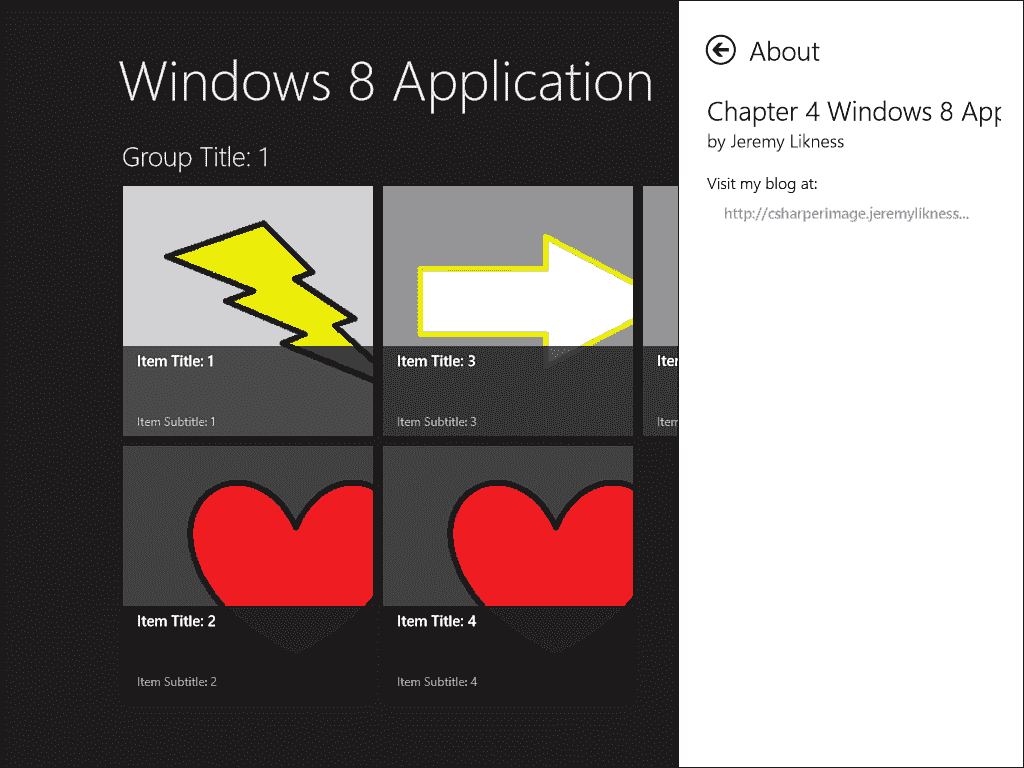 Windows 8 Application
Group Title: 1
Item Title: 1
Item Subtitle: 1
Item Title: 3
Item Subtitle: 3
Iter
Item
Item Title: 2
Item Subtitle: 2
Item Title: 4
Item Subtitle: 4
About
Chapter 4 Windows 8 App
by Jeremy Likness
Visit my blog at:
http://csharperimage.jeremylikness...